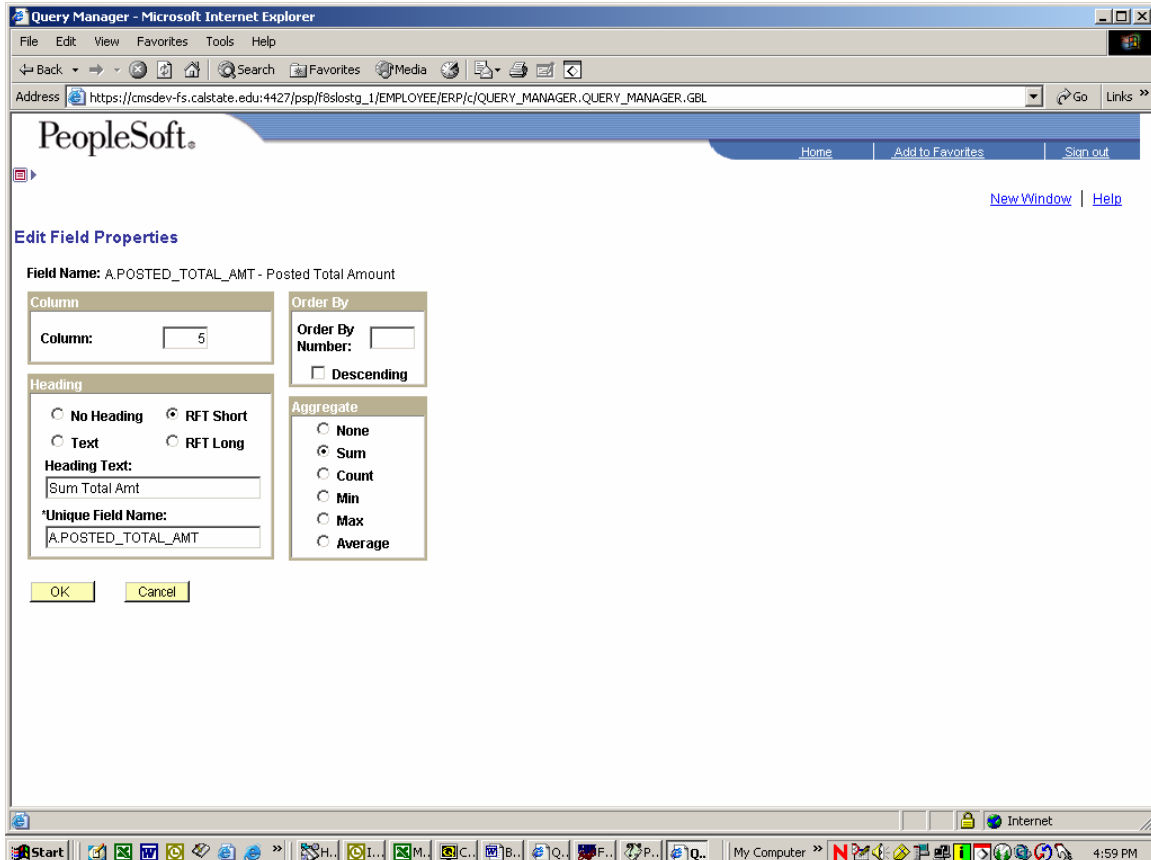 Query Manager - Microsoft Internet Explorer
File Edit View Favorites Tools Help
Back Search Favorites Media
Address https://cmsdev-fs.calstate.edu:4427/psp/f8slostg_1/EMPLOYEE/ERP/c/QUERY_MANAGER.QUERY_MANAGER.GBL Go Links »
PeopleSoft®
Home Add to Favorites Sign out
New Window | Help
Edit Field Properties
Field Name: A.POSTED_TOTAL_AMT - Posted Total Amount
Column
Column: 5
Heading
No Heading RFT Short
Text RFT Long
Heading Text:
Sum Total Amt
*Unique Field Name:
A.POSTED_TOTAL_AMT
Order By
Order By
Number:
Descending
Aggregate
None
Sum
Count
Min
Max
Average
OK Cancel
Internet
Start » H.. I... M.. C.. B.. Q.. F.. P.. Q.. My Computer » 4:59 PM